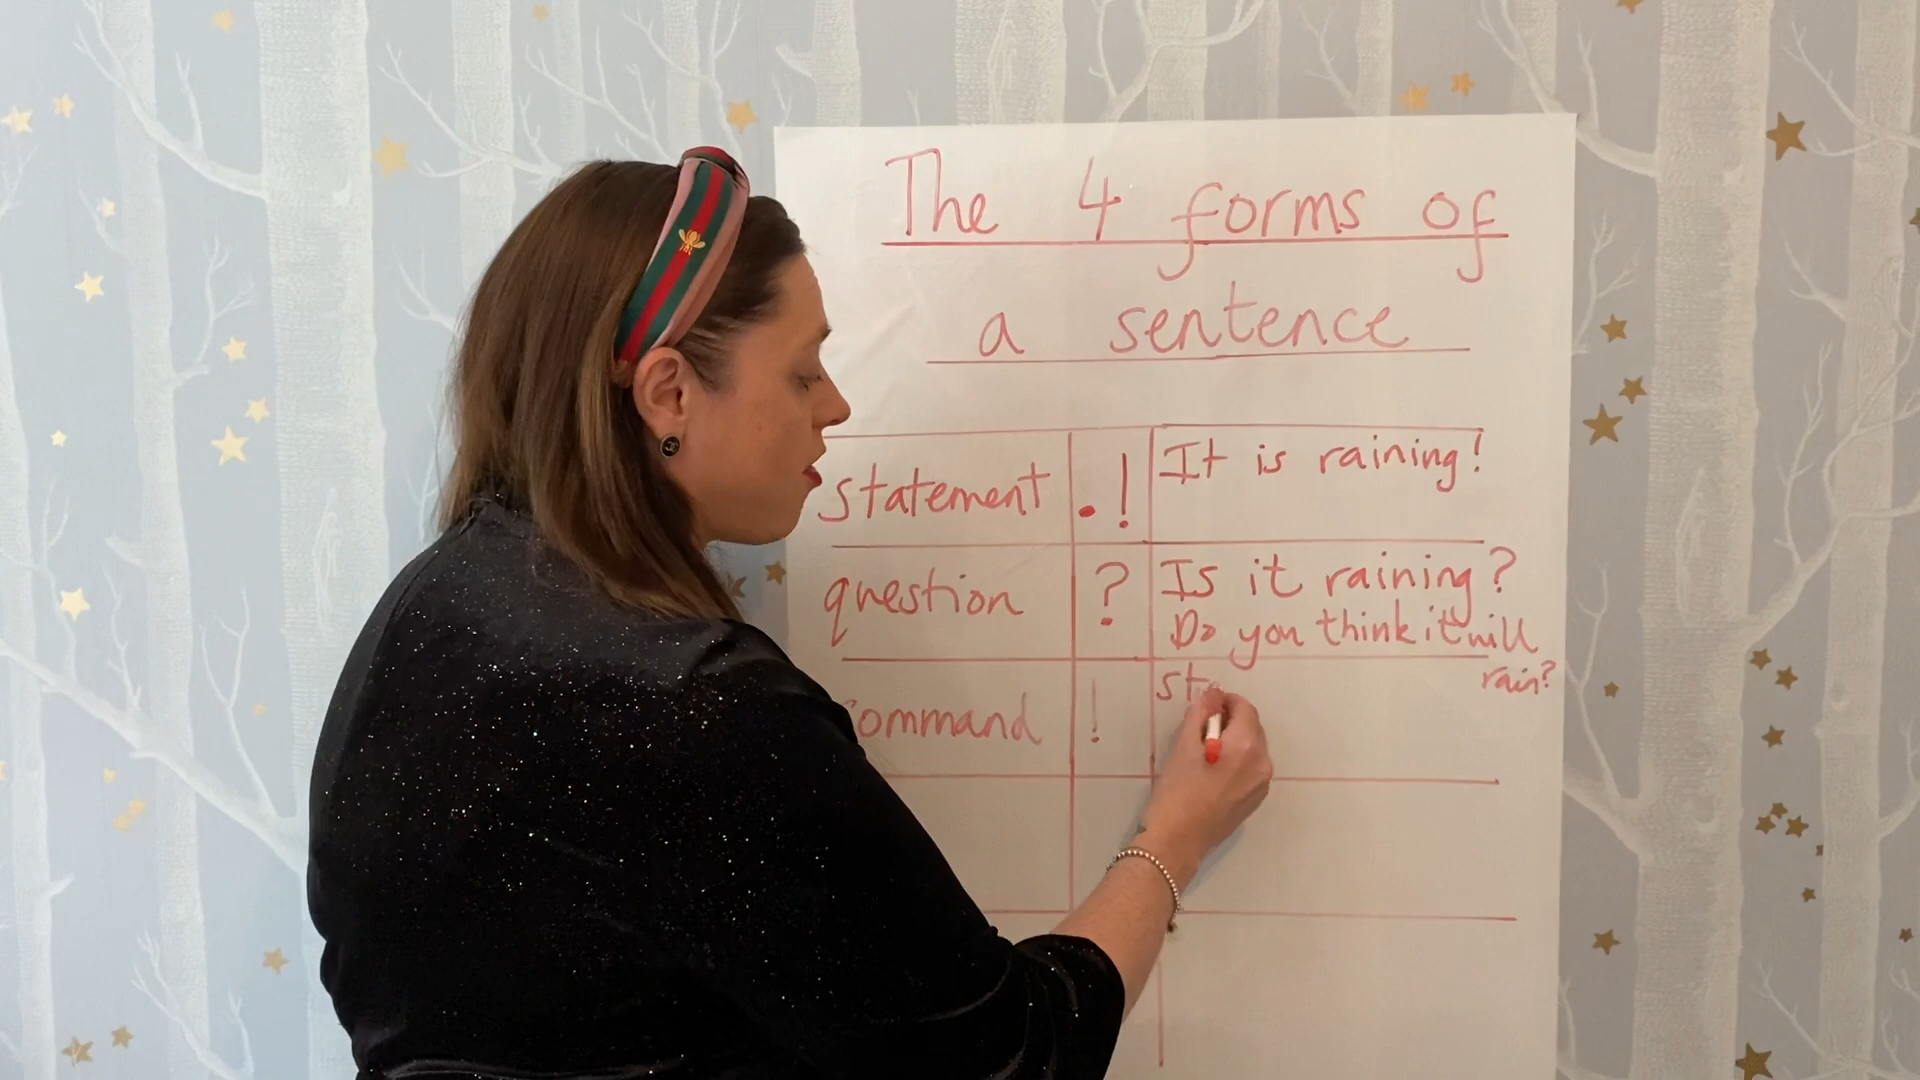 The 4 forms of
a sentence
statement . ! It is raining!
question ? Is it raining?
Do you think it will
rain?
command ! st